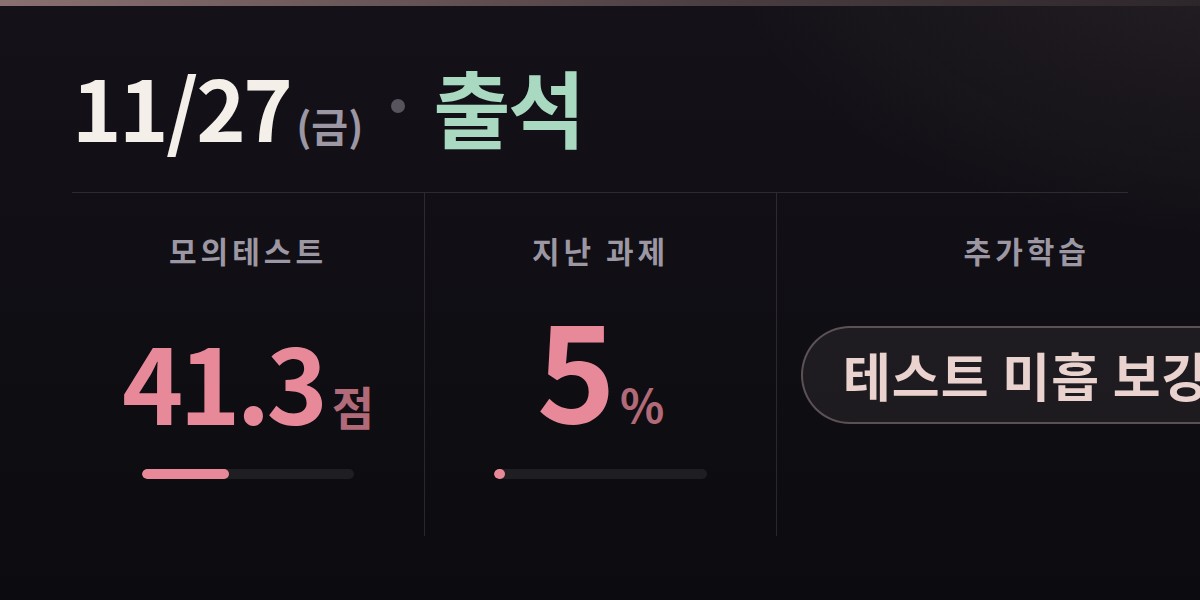 11/27(금) • 출석
모의테스트
지난 과제
추가학습
41.3점
5%
테스트 미흡 보강